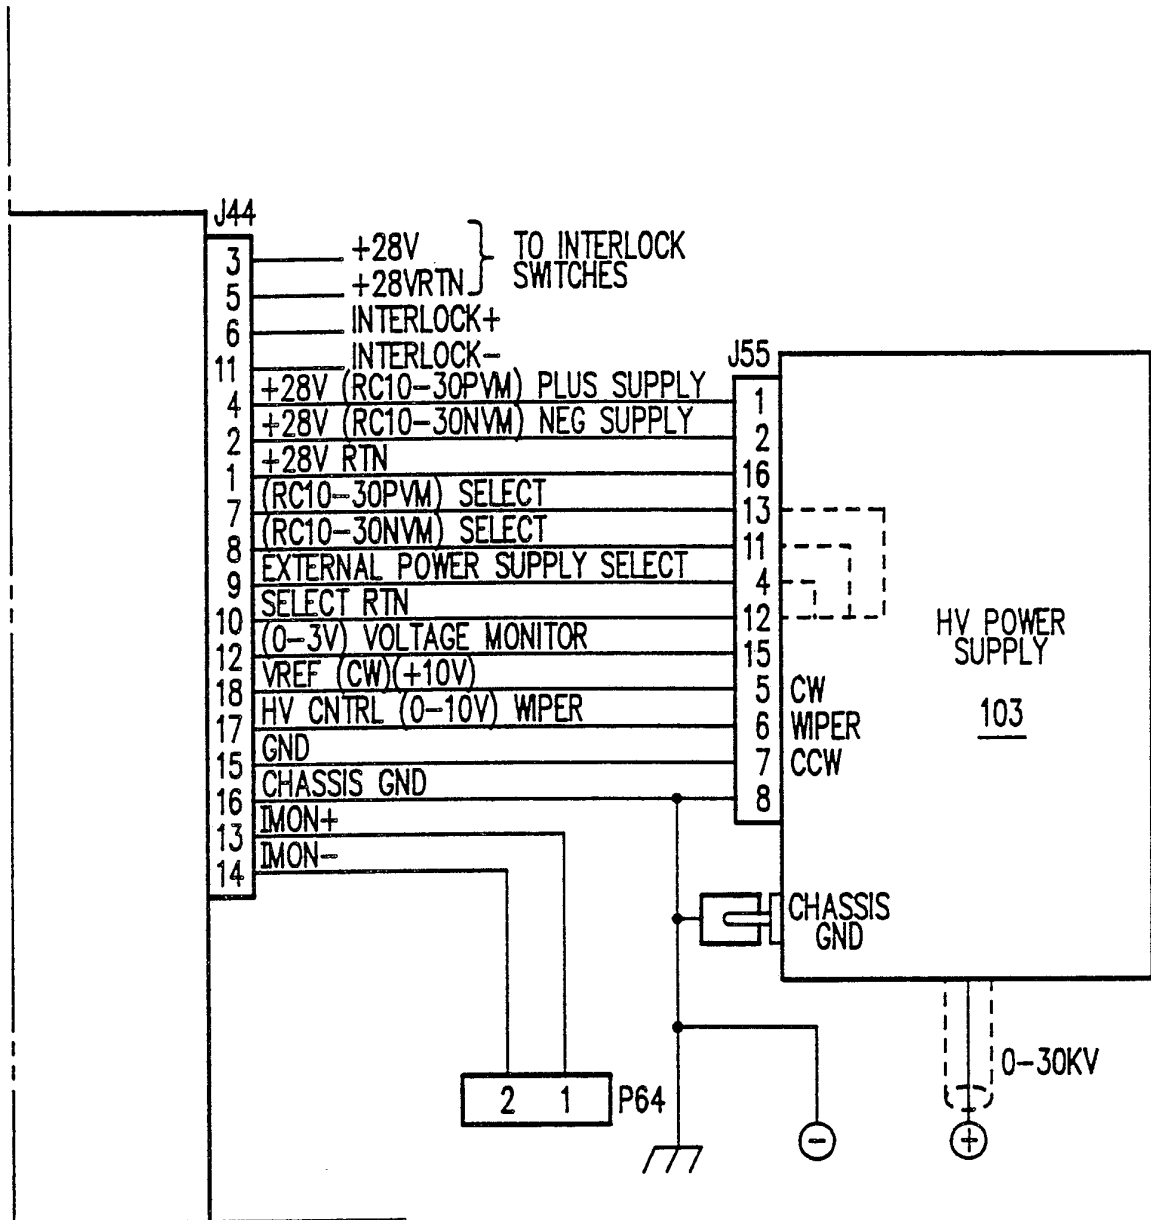 J44
3 +28V
5 +28VRTN
TO INTERLOCK
SWITCHES
6 INTERLOCK+
11 INTERLOCK-
J55
4 +28V (RC10-30PVM) PLUS SUPPLY 1
2 +28V (RC10-30NVM) NEG SUPPLY 2
1 +28V RTN 16
7 (RC10-30PVM) SELECT 13
8 (RC10-30NVM) SELECT 11
9 EXTERNAL POWER SUPPLY SELECT 4
10 SELECT RTN 12
12 (0-3V) VOLTAGE MONITOR 15
18 VREF (CW)(+10V) 5 CW
17 HV CNTRL (0-10V) WIPER 6 WIPER
15 GND 7 CCW
16 CHASSIS GND 8
13 IMON+
14 IMON-
HV POWER
SUPPLY
103
CHASSIS
GND
0-30KV
2 1 P64
- +